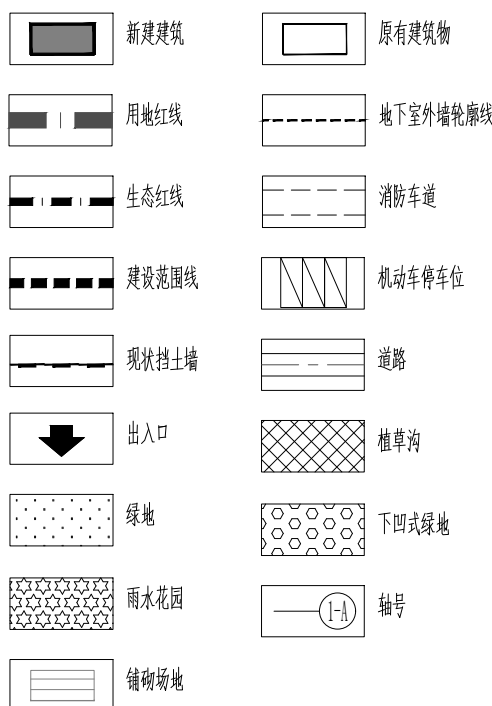 新建建筑
原有建筑物
用地红线
地下室外墙轮廓线
生态红线
消防车道
建设范围线
机动车停车位
现状挡土墙
道路
出入口
植草沟
绿地
下凹式绿地
雨水花园
1-A
轴号
铺砌场地